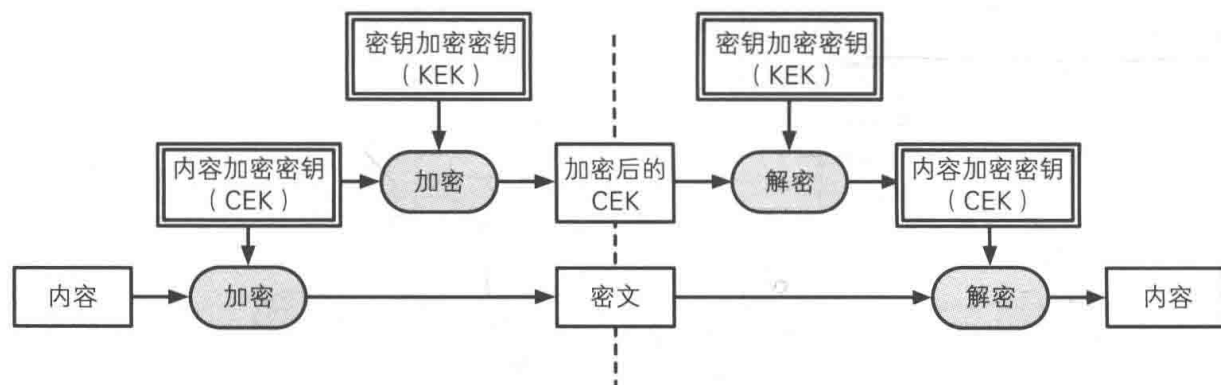 密钥加密密钥
（KEK）
密钥加密密钥
（KEK）
内容加密密钥
（CEK）
加密
加密后的
CEK
解密
内容加密密钥
（CEK）
内容
加密
密文
解密
内容